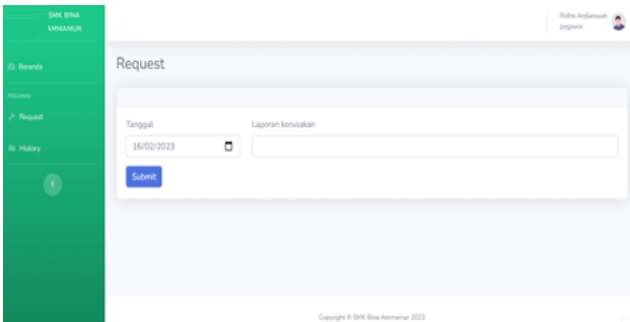 SMK BINA
AMMAMUR
Ridho Ardiansyah
pegawai
Beranda
PEGAWAI
Request
History
Request
Tanggal
Laporan kerusakan
16/02/2023
Submit
Copyright © SMK Bina Ammamur 2023